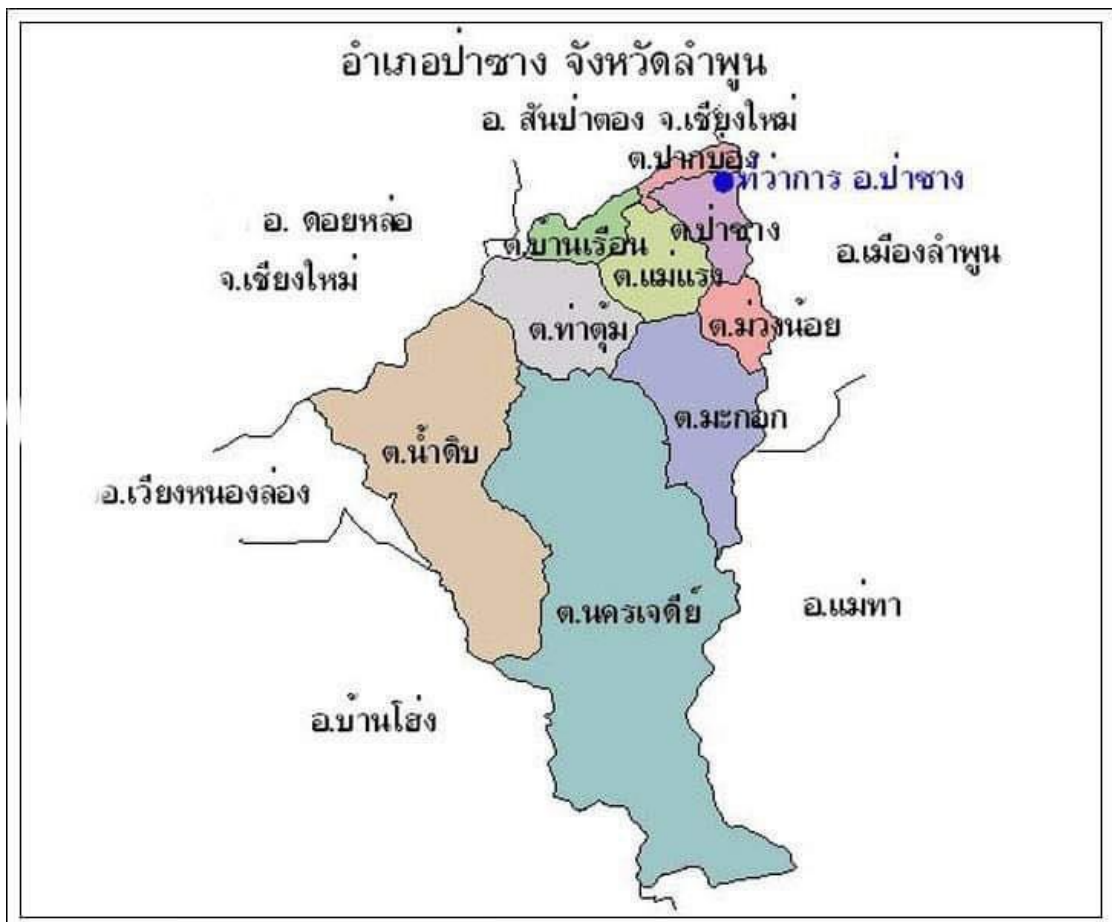 อำเภอป่าซาง จังหวัดลำพูน
อ. สันป่าตอง จ.เชียงใหม่
ต.ปากบ่อง
ที่ว่าการ อ.ป่าซาง
อ. ดอยหล่อ
จ.เชียงใหม่
ต.บ้านเรือน
ต.ป่าซาง
อ.เมืองลำพูน
ต.แม่แรง
ต.ท่าตุ้ม
ต.ม่วงน้อย
ต.มะกอก
ต.น้ำดิบ
อ.เวียงหนองล่อง
ต.นครเจดีย์
อ.แม่ทา
อ.บ้านโฮ่ง